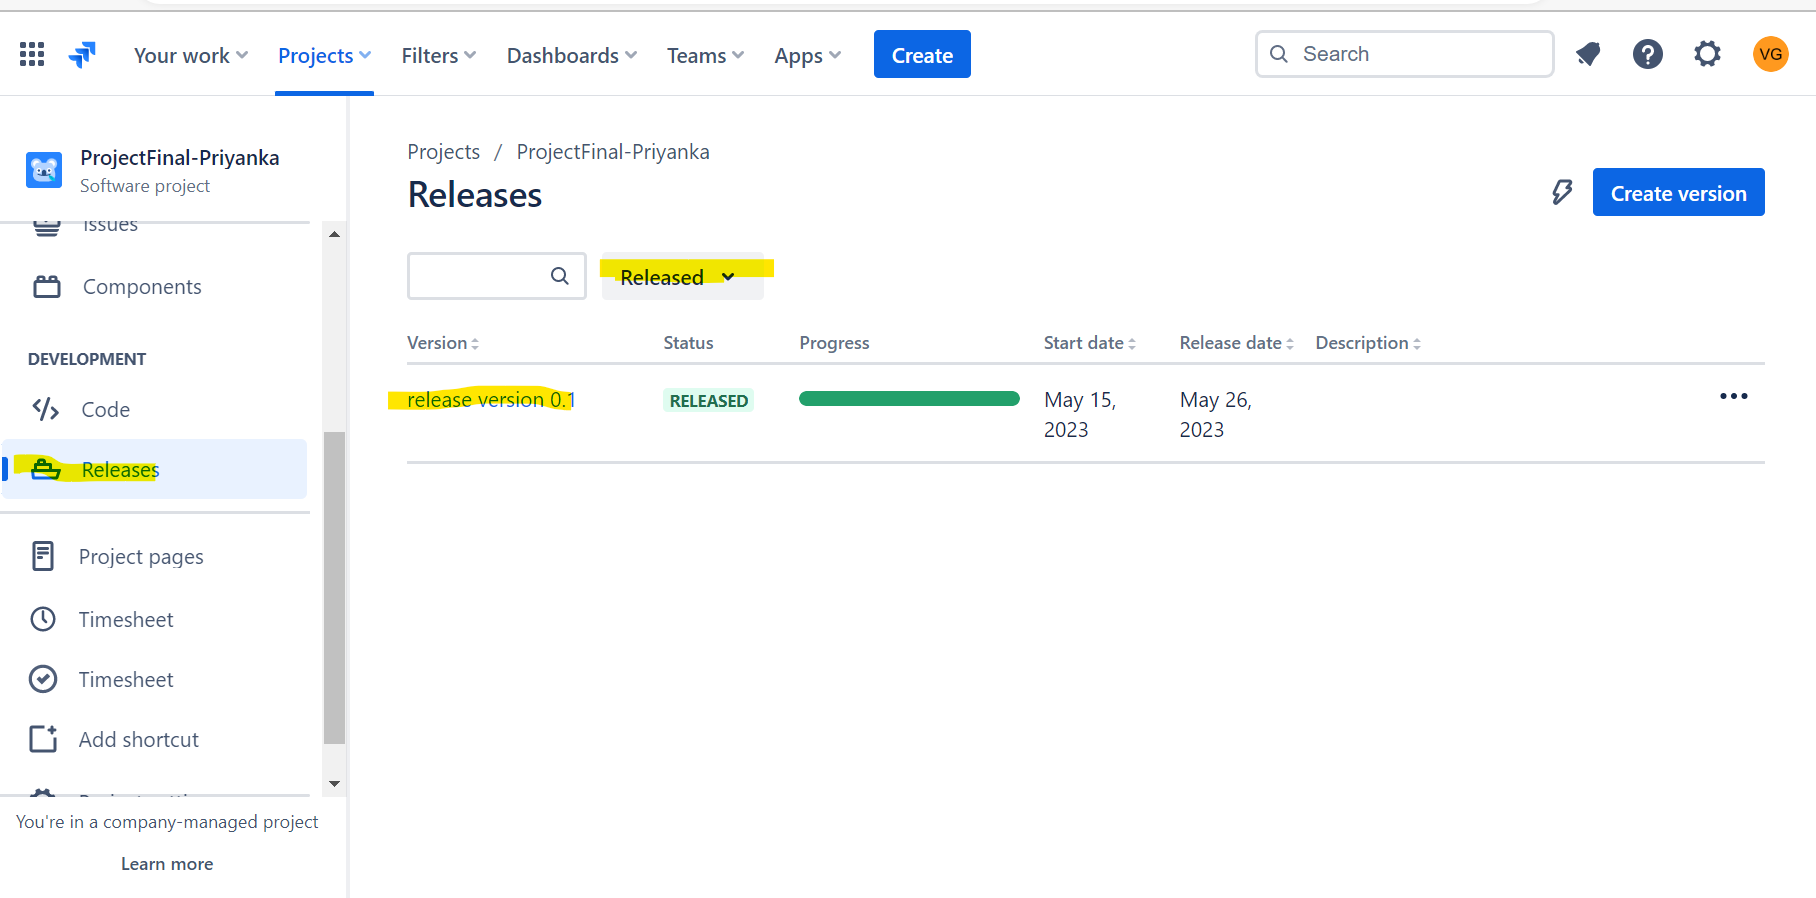 Your work
Projects
Filters
Dashboards
Teams
Apps
Create
Search
VG
ProjectFinal-Priyanka
Software project
Issues
Components
DEVELOPMENT
Code
Releases
Project pages
Timesheet
Timesheet
Add shortcut
You're in a company-managed project
Learn more
Projects / ProjectFinal-Priyanka
Releases
Create version
Released
Version Status Progress Start date Release date Description
release version 0.1 RELEASED May 15, 2023 May 26, 2023